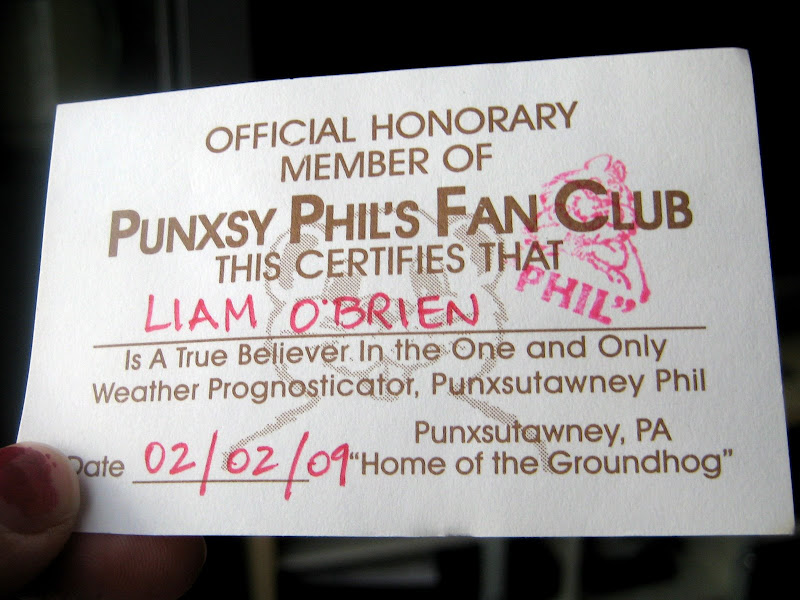 OFFICIAL HONORARY
MEMBER OF
PUNXSY PHIL'S FAN CLUB
THIS CERTIFIES THAT
PHIL"
LIAM O'BRIEN
Is A True Believer In the One and Only
Weather Prognosticator, Punxsutawney Phil
Punxsutawney, PA
Date 02/02/09 "Home of the Groundhog"